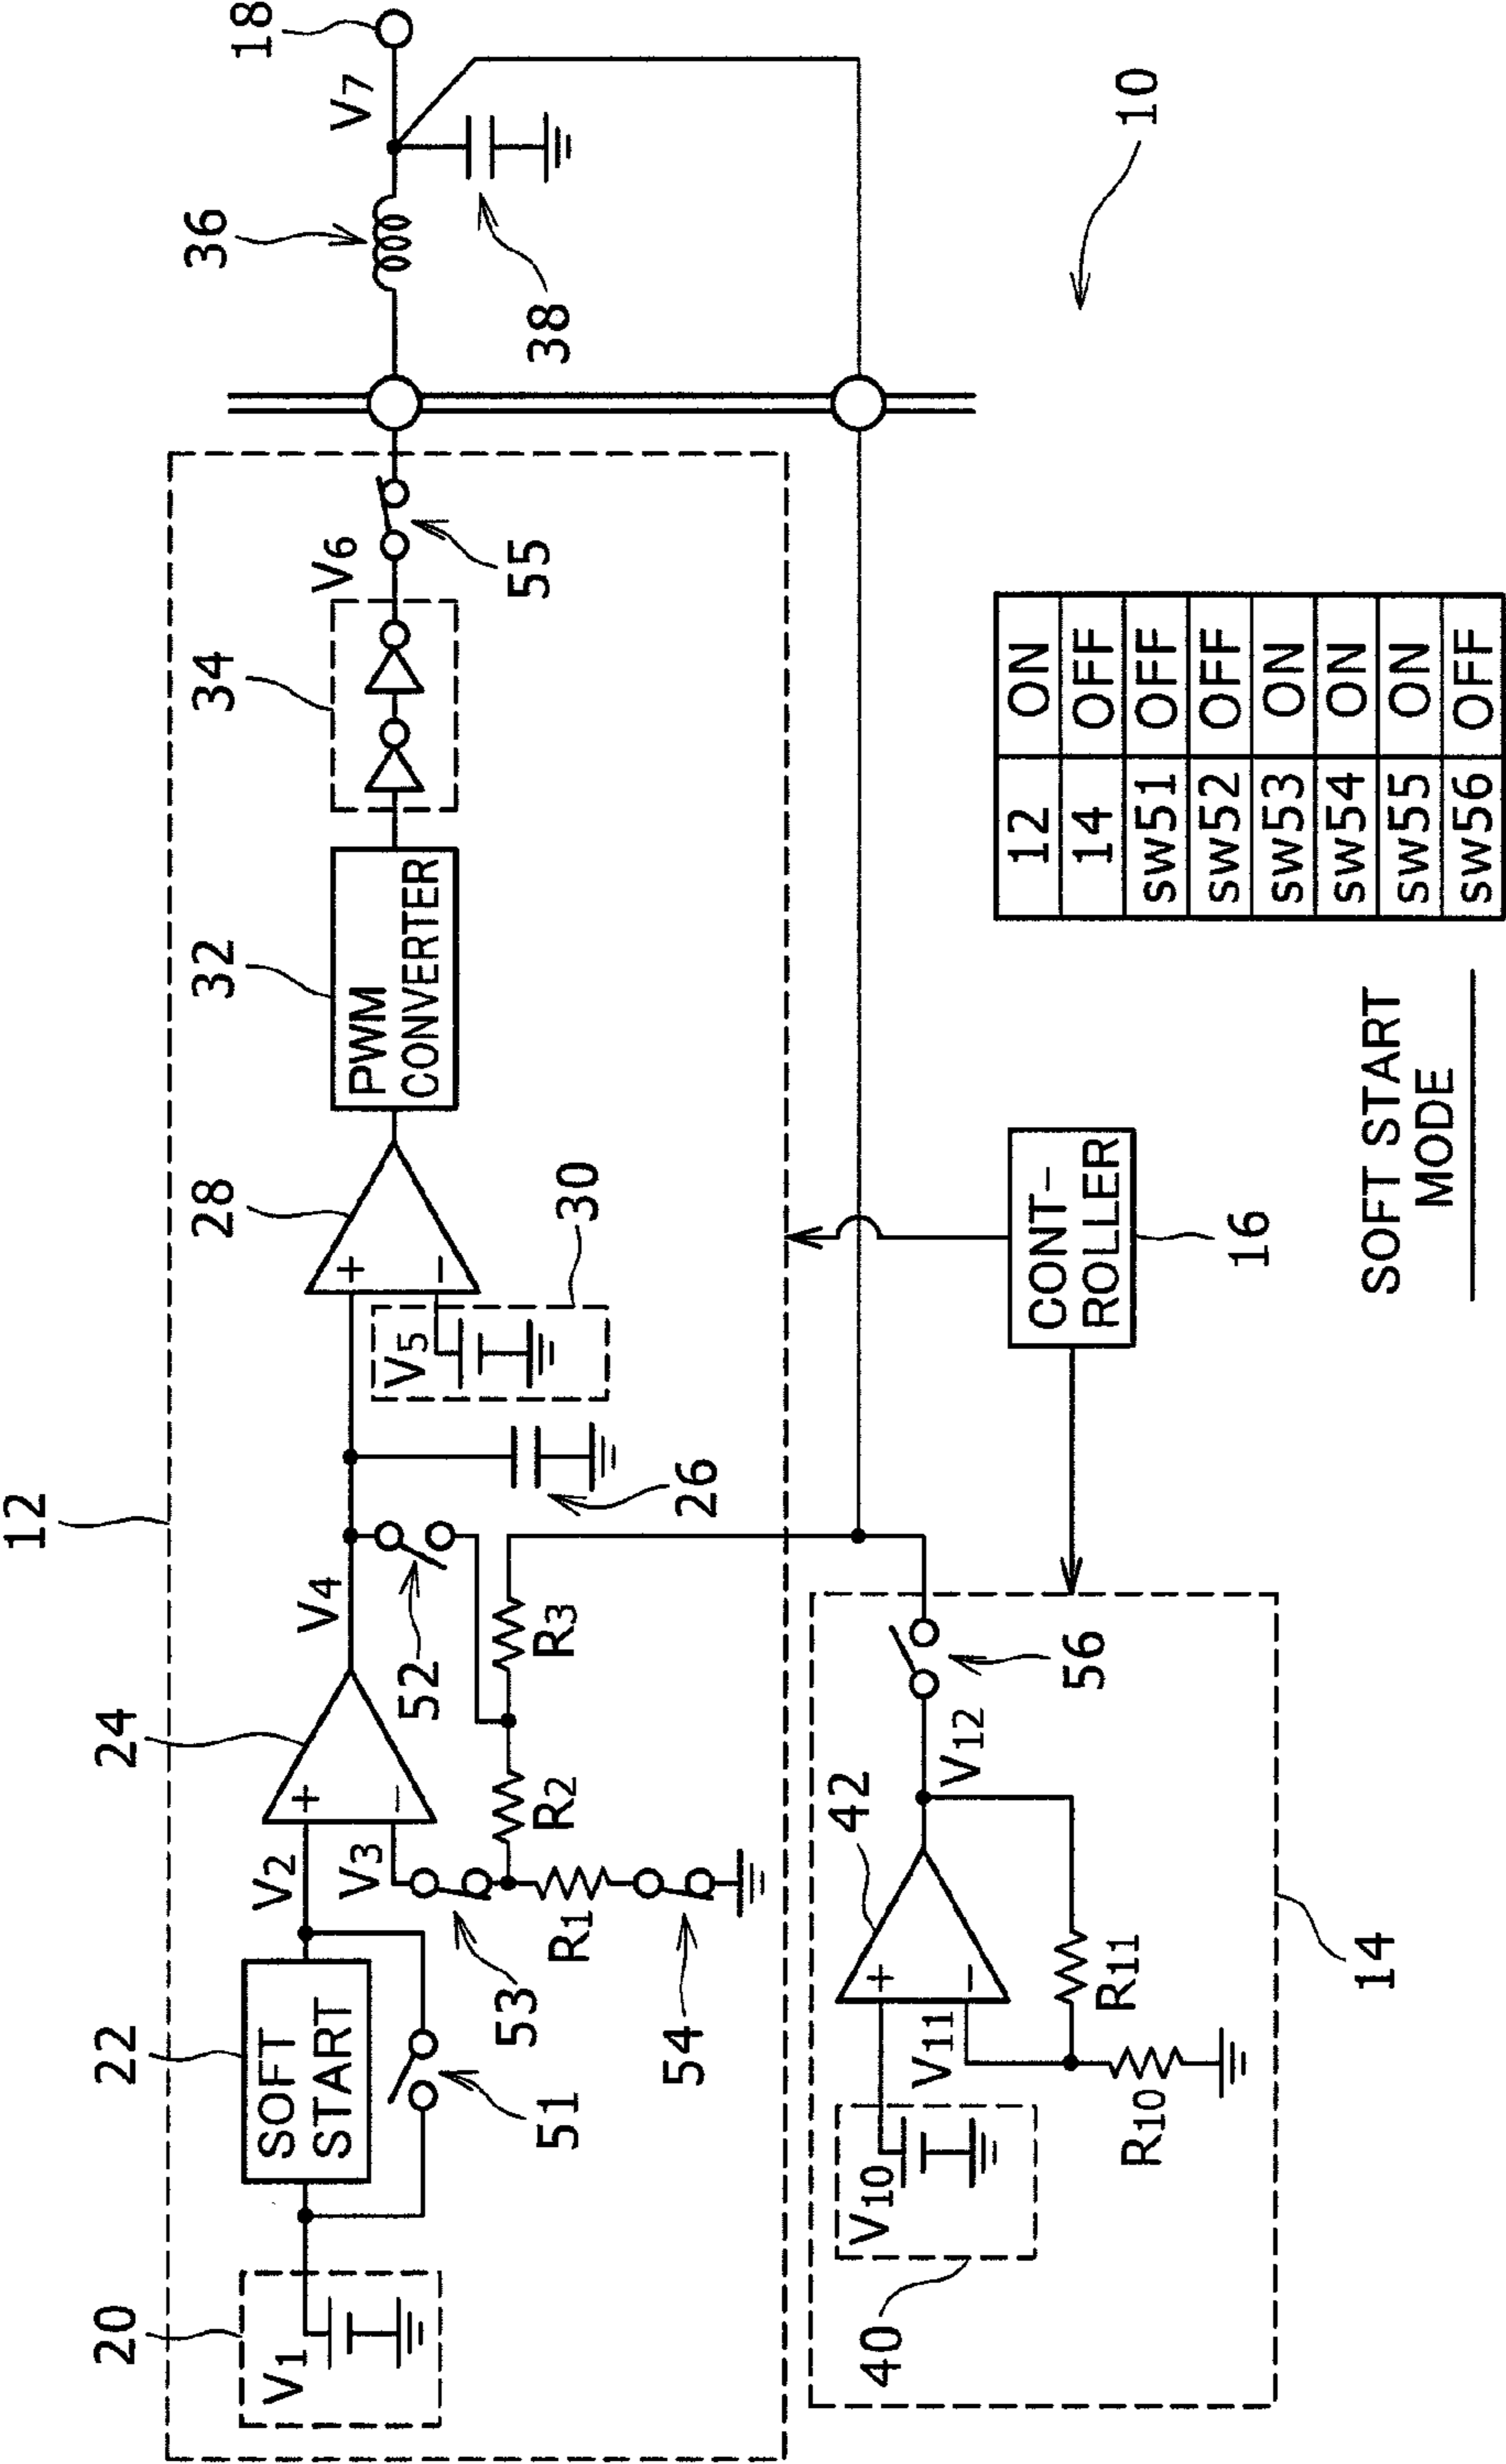 12
20
V1
22
SOFT
START
51
V2
V3
24
53
R1
54
R2
R3
52
V4
26
28
V5
30
32
PWM
CONVERTER
34
V6
55
36
38
V7
18
10
40
V10
V11
42
R10
R11
V12
56
14
CONT-
ROLLER
16
12 ON
14 OFF
sw51 OFF
sw52 OFF
sw53 ON
sw54 ON
sw55 ON
sw56 OFF
SOFT START
MODE
+
−
+
−
+
−